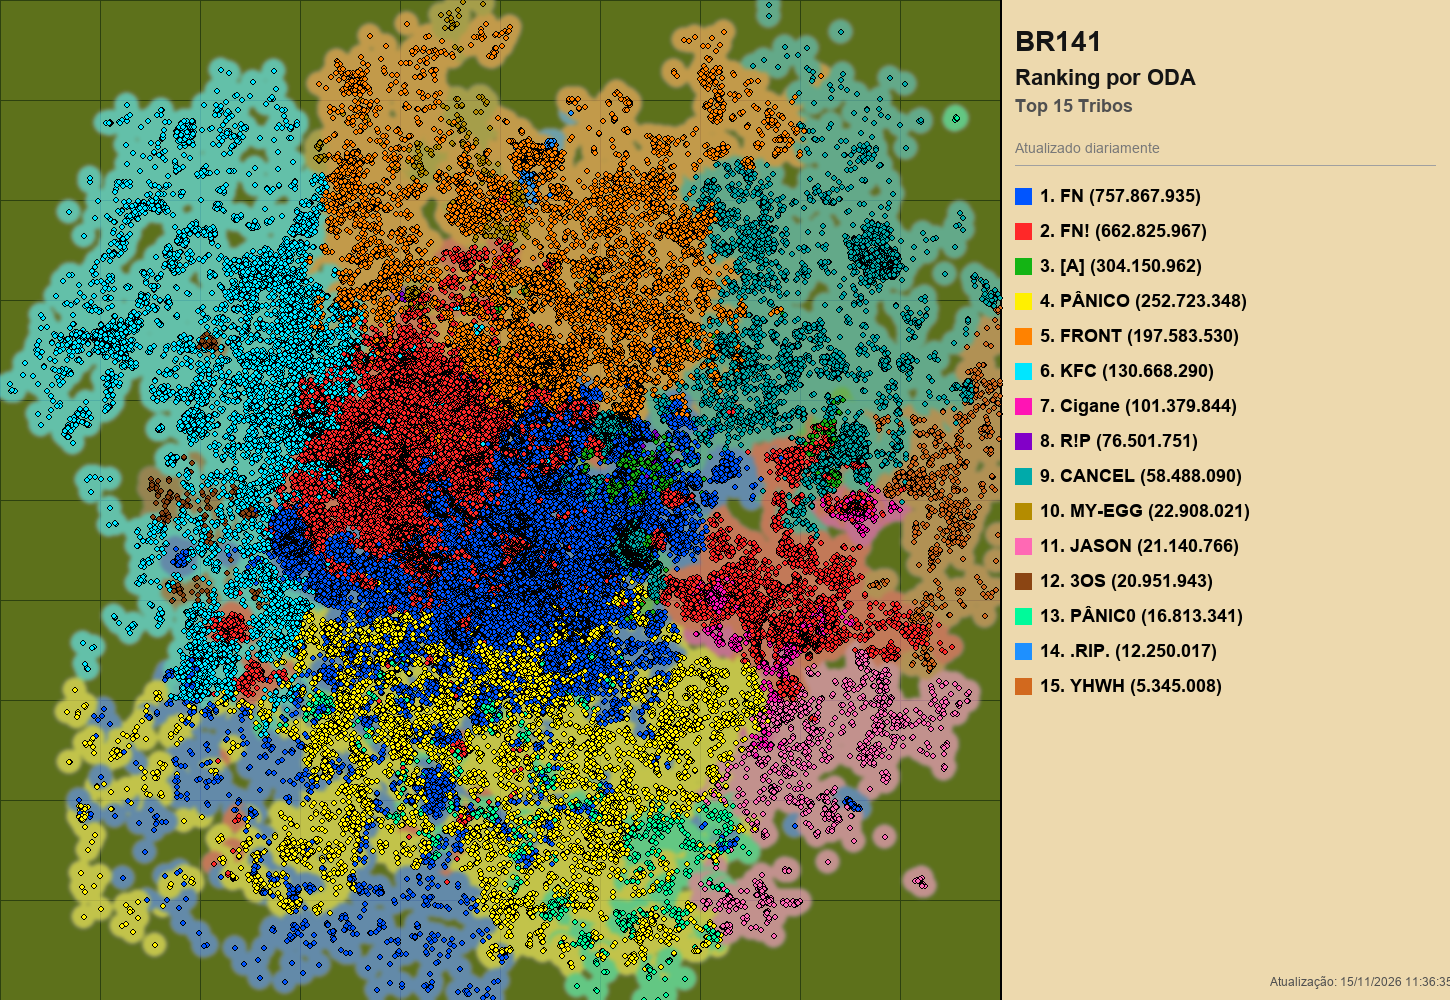 BR141
Ranking por ODA
Top 15 Tribos
Atualizado diariamente
1. FN (757.867.935)
2. FN! (662.825.967)
3. [A] (304.150.962)
4. PÂNICO (252.723.348)
5. FRONT (197.583.530)
6. KFC (130.668.290)
7. Cigane (101.379.844)
8. R!P (76.501.751)
9. CANCEL (58.488.090)
10. MY-EGG (22.908.021)
11. JASON (21.140.766)
12. 3OS (20.951.943)
13. PÂNIC0 (16.813.341)
14. .RIP. (12.250.017)
15. YHWH (5.345.008)
Atualização: 15/11/2026 11:36:35